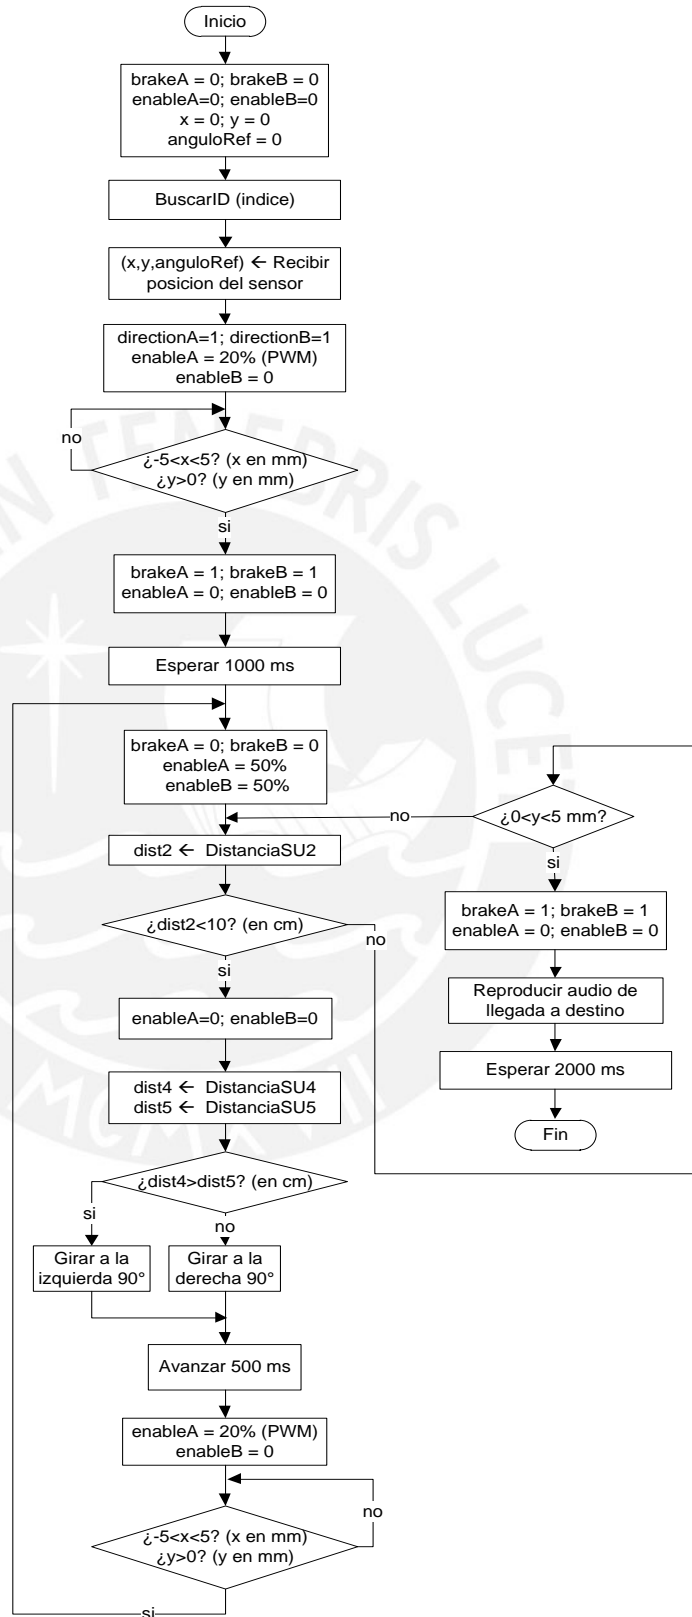 Inicio
brakeA = 0; brakeB = 0
enableA=0; enableB=0
x = 0; y = 0
anguloRef = 0
BuscarID (indice)
(x,y,anguloRef) ← Recibir
posicion del sensor
directionA=1; directionB=1
enableA = 20% (PWM)
enableB = 0
no
¿-5<x<5? (x en mm)
¿y>0? (y en mm)
si
brakeA = 1; brakeB = 1
enableA = 0; enableB = 0
Esperar 1000 ms
brakeA = 0; brakeB = 0
enableA = 50%
enableB = 50%
dist2 ← DistanciaSU2
¿dist2<10? (en cm)
no
si
enableA=0; enableB=0
dist4 ← DistanciaSU4
dist5 ← DistanciaSU5
¿dist4>dist5? (en cm)
si
no
Girar a la
izquierda 90°
Girar a la
derecha 90°
Avanzar 500 ms
enableA = 20% (PWM)
enableB = 0
no
¿-5<x<5? (x en mm)
¿y>0? (y en mm)
si
¿0<y<5 mm?
no
si
brakeA = 1; brakeB = 1
enableA = 0; enableB = 0
Reproducir audio de
llegada a destino
Esperar 2000 ms
Fin
IN TENEBRIS LUCET
MCMXVII